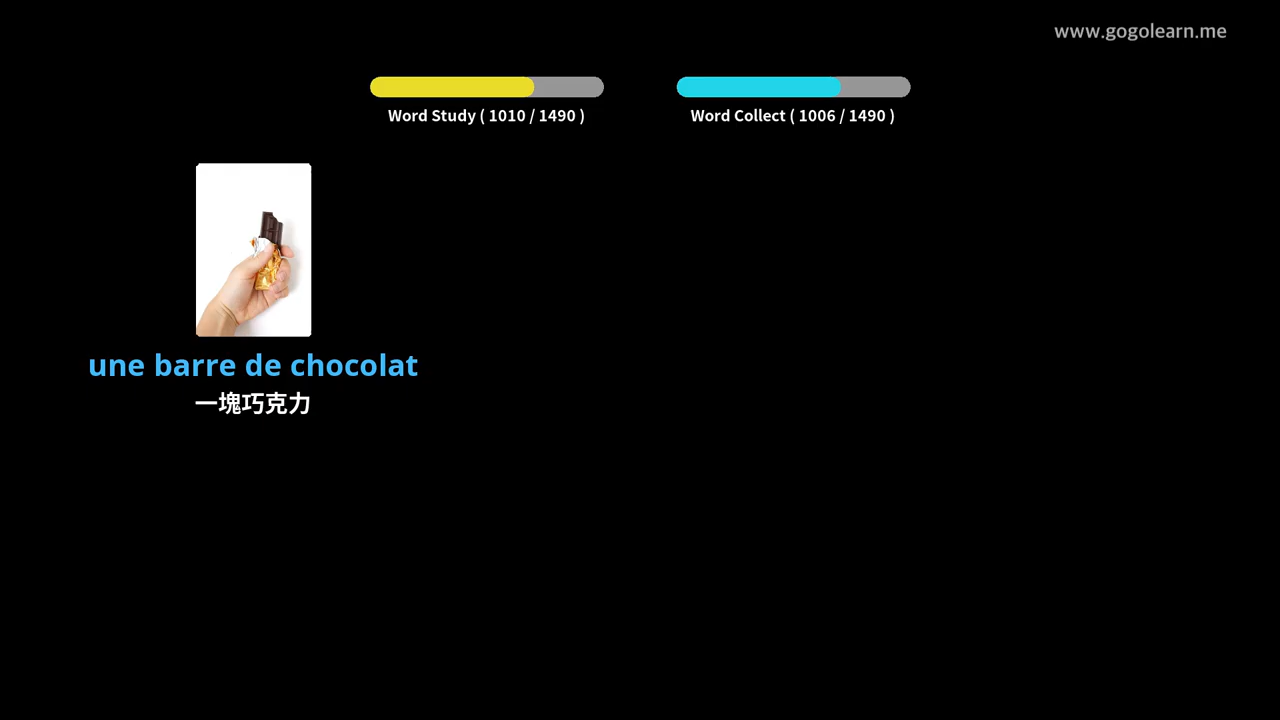 www.gogolearn.me
Word Study ( 1010 / 1490 )
Word Collect ( 1006 / 1490 )
une barre de chocolat
一塊巧克力